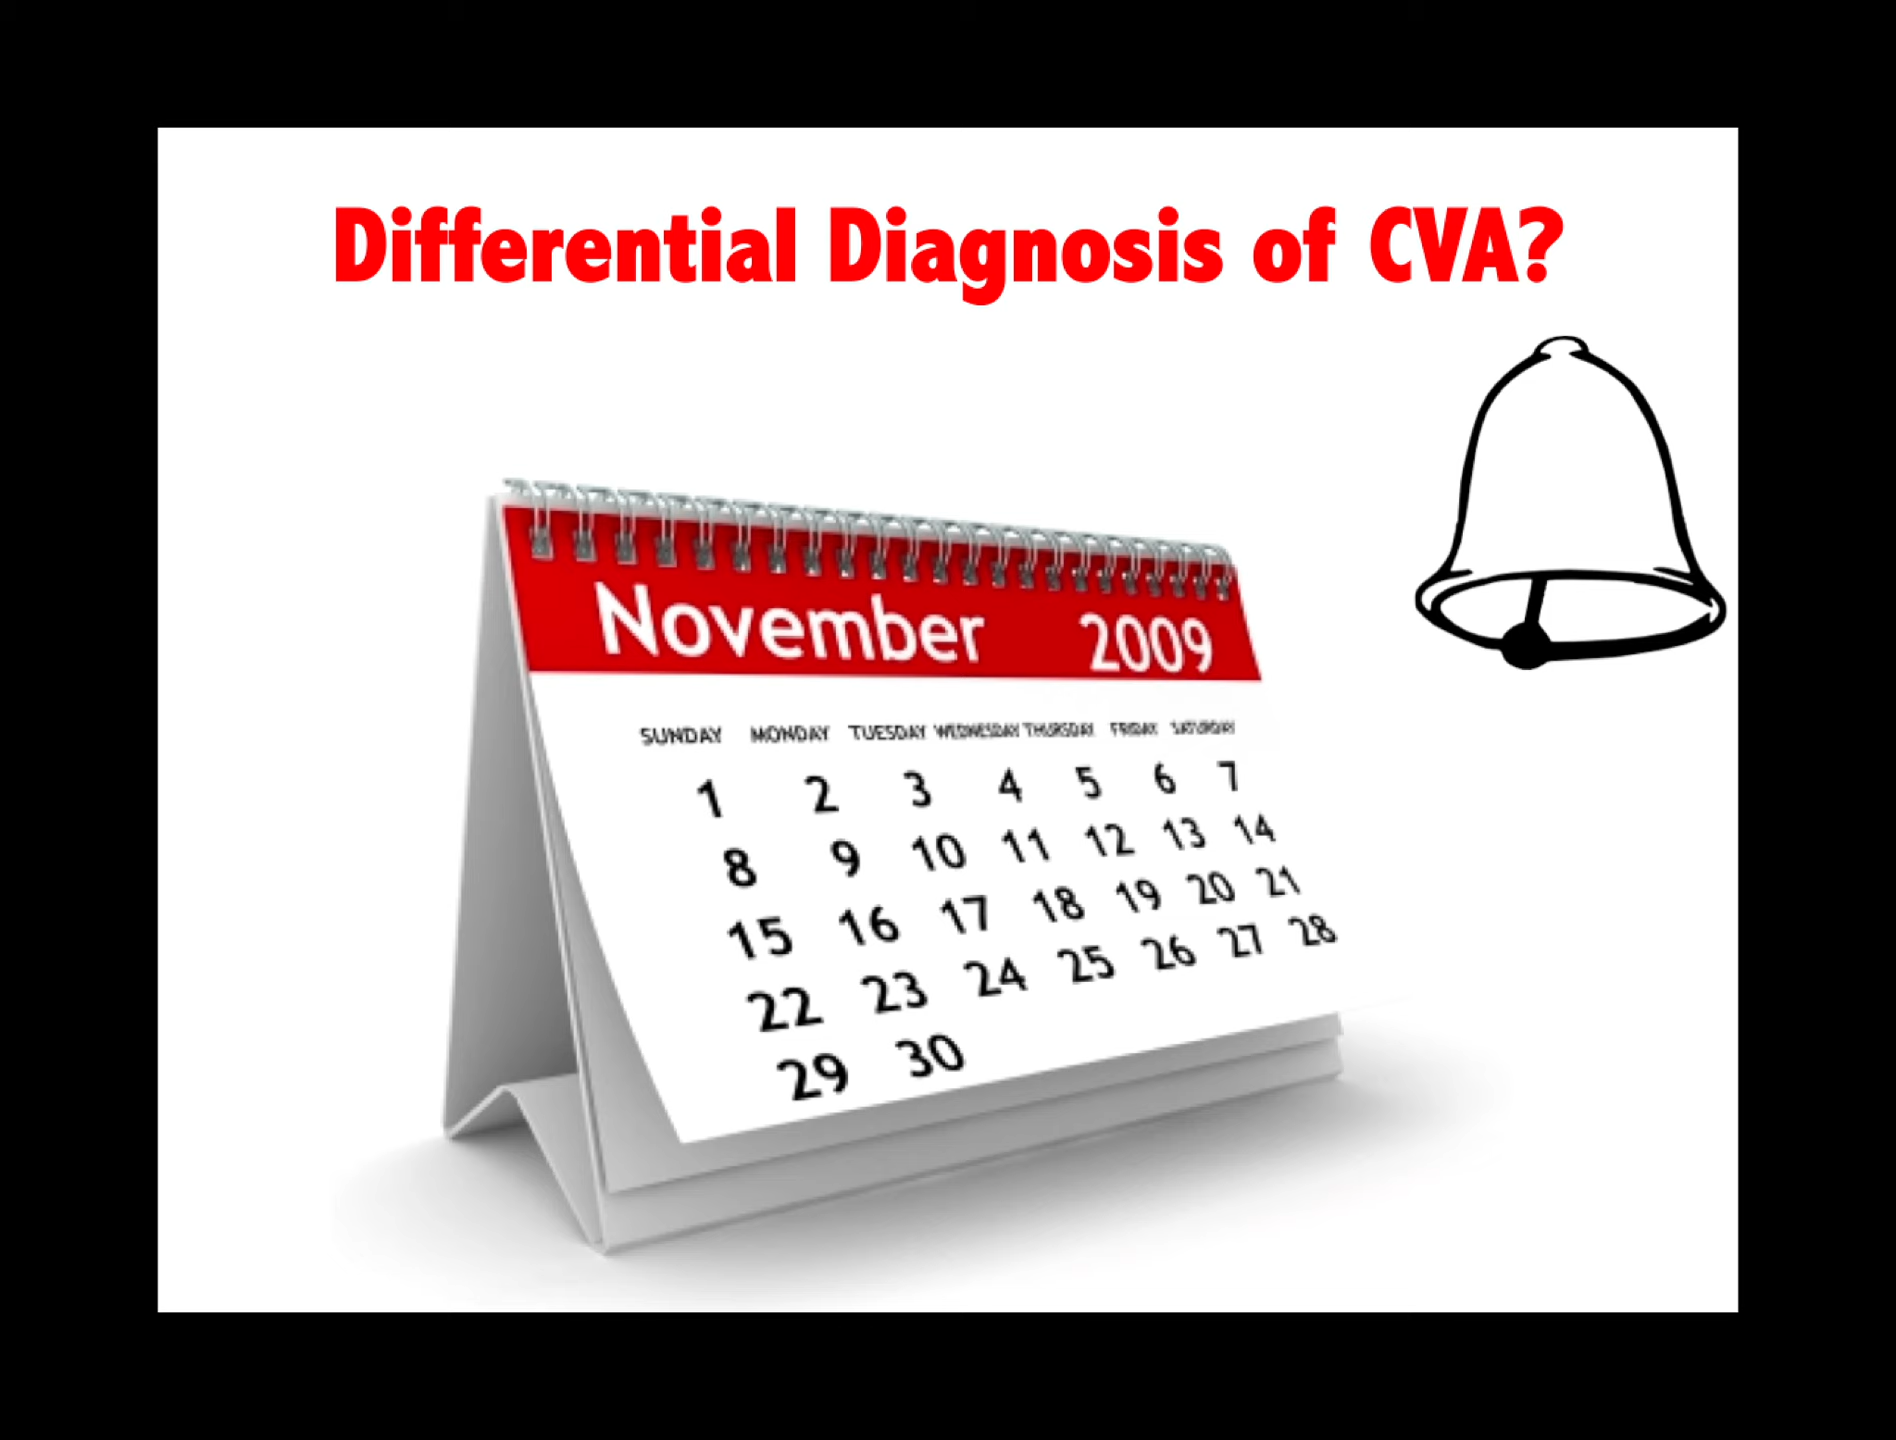 Differential Diagnosis of CVA?
November 2009
SUNDAY MONDAY TUESDAY WEDNESDAY THURSDAY FRIDAY SATURDAY
1 2 3 4 5 6 7
8 9 10 11 12 13 14
15 16 17 18 19 20 21
22 23 24 25 26 27 28
29 30